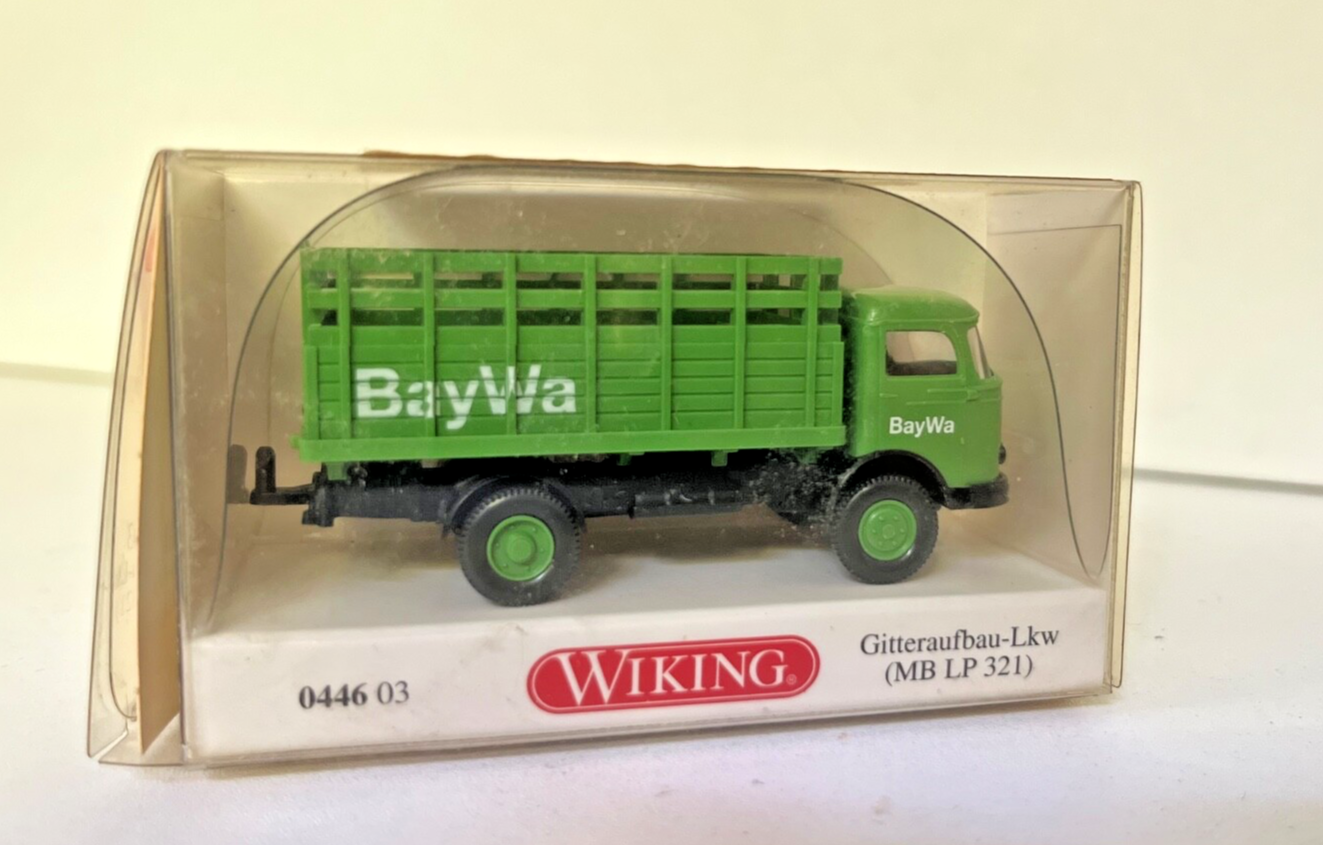 BayWa
BayWa
0446 03
WIKING®
Gitteraufbau-Lkw
(MB LP 321)